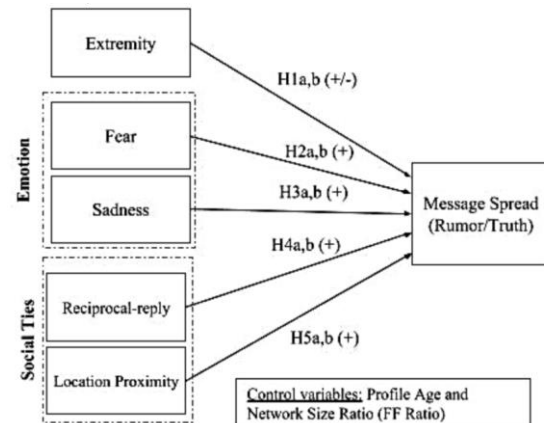 Extremity
H1a,b (+/-)
Emotion
Fear
H2a,b (+)
Sadness
H3a,b (+)
Message Spread
(Rumor/Truth)
Social Ties
Reciprocal-reply
H4a,b (+)
Location Proximity
H5a,b (+)
Control variables: Profile Age and
Network Size Ratio (FF Ratio)